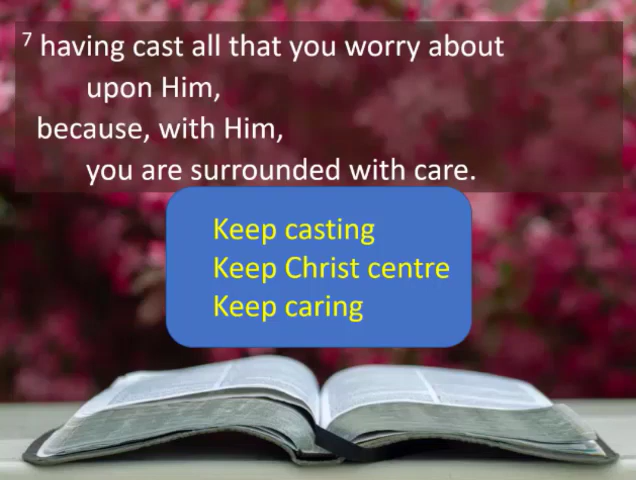 7 having cast all that you worry about
upon Him,
because, with Him,
you are surrounded with care.
Keep casting
Keep Christ centre
Keep caring